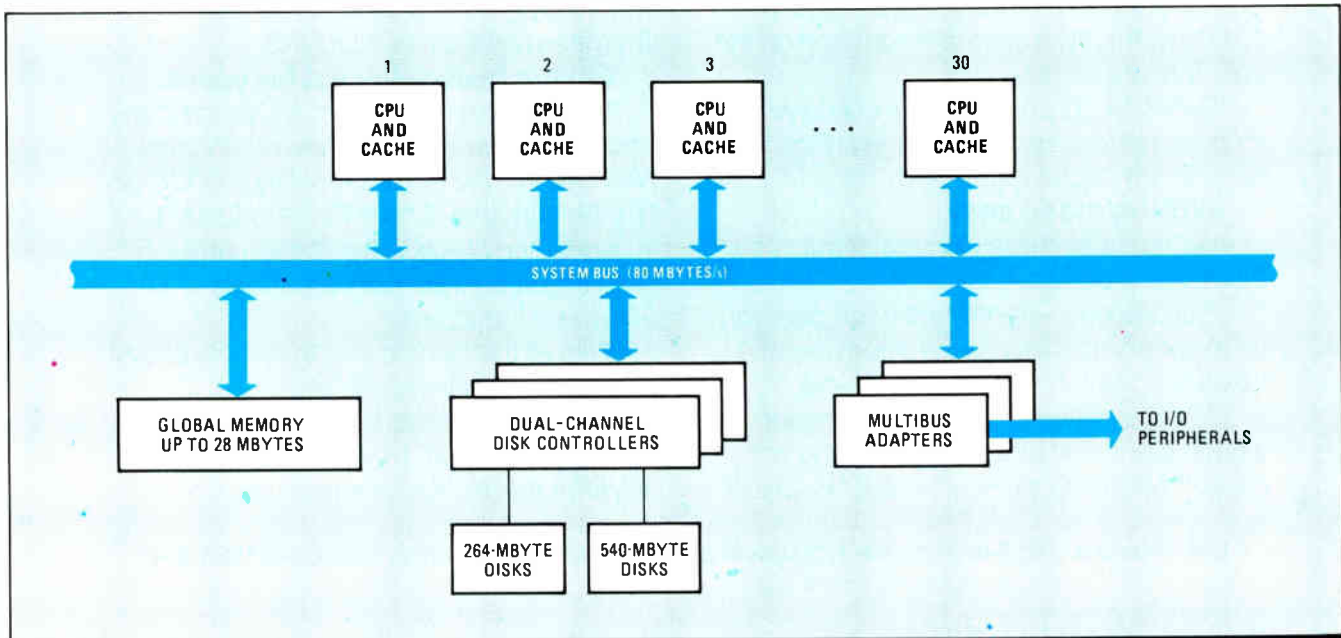 1
2
3
30
CPU
AND
CACHE
CPU
AND
CACHE
CPU
AND
CACHE
...
CPU
AND
CACHE
SYSTEM BUS (80 MBYTES/s)
GLOBAL MEMORY
UP TO 28 MBYTES
DUAL-CHANNEL
DISK CONTROLLERS
MULTIBUS
ADAPTERS
TO I/O
PERIPHERALS
264-MBYTE
DISKS
540-MBYTE
DISKS